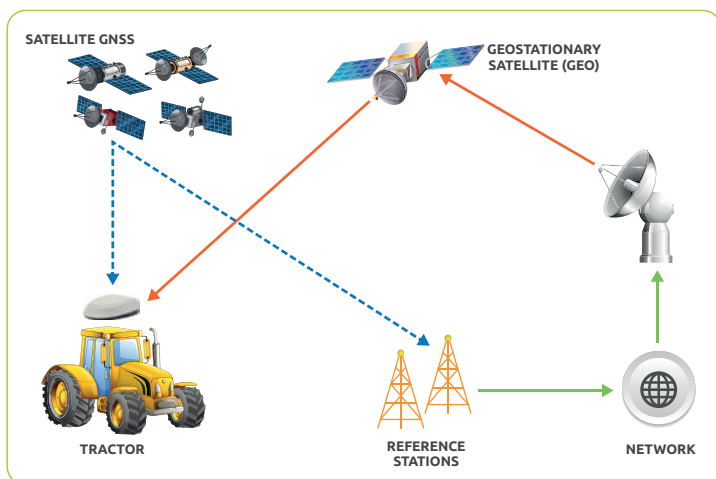 SATELLITE GNSS
GEOSTATIONARY
SATELLITE (GEO)
TRACTOR
REFERENCE
STATIONS
NETWORK